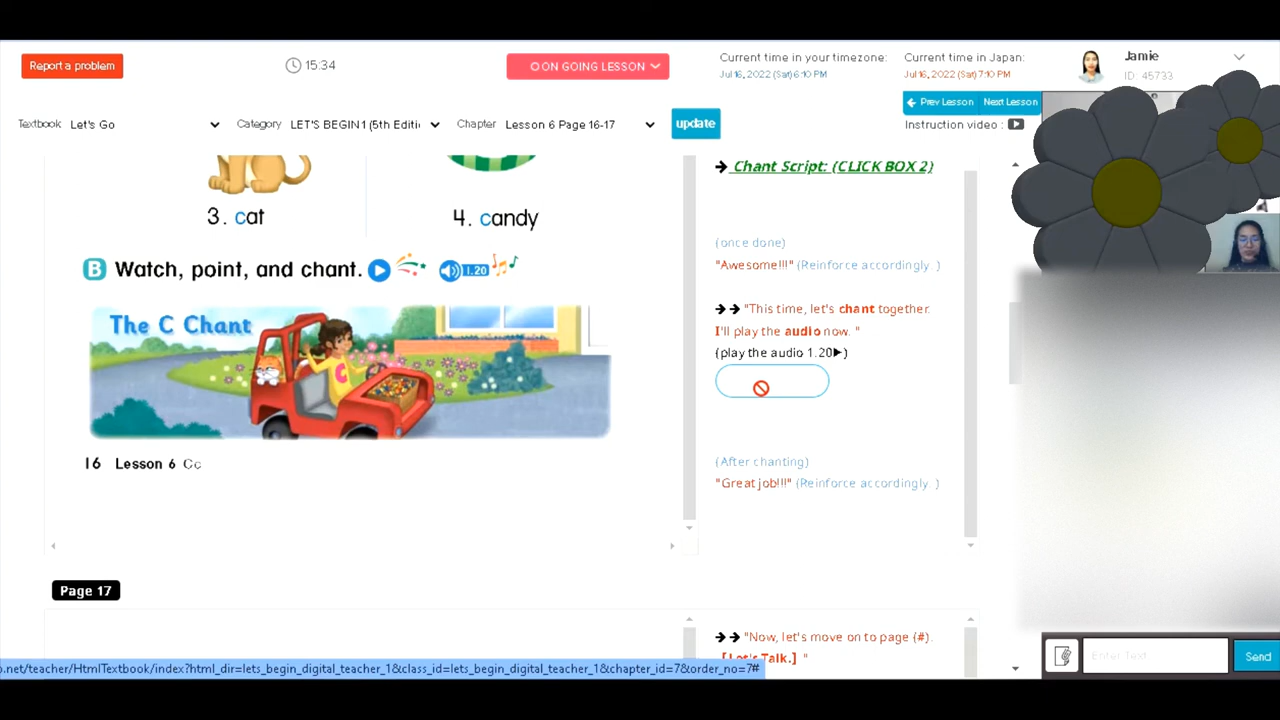 Report a problem
15:34
ON GOING LESSON
Current time in your timezone:
Jul 16, 2022 (Sat) 6:10 PM
Current time in Japan:
Jul 16, 2022 (Sat) 7:10 PM
Jamie
ID: 45733
Prev Lesson
Next Lesson
Textbook Let's Go
Category LET'S BEGIN1 (5th Editi
Chapter Lesson 6 Page 16-17
update
Instruction video :
3. cat
4. candy
B Watch, point, and chant.
1.20
The C Chant
C
16 Lesson 6 Cc
Chant Script: (CLICK BOX 2)
(once done)
"Awesome!!!" (Reinforce accordingly. )
"This time, let's chant together.
I'll play the audio now. "
(play the audio 1.20▶)
(After chanting)
"Great job!!!" (Reinforce accordingly. )
Page 17
"Now, let's move on to page (#).
[Let's Talk.] "
o.net/teacher/HtmlTextbook/index?html_dir=lets_begin_digital_teacher_1&class_id=lets_begin_digital_teacher_1&chapter_id=7&order_no=7#
Enter Text
Send